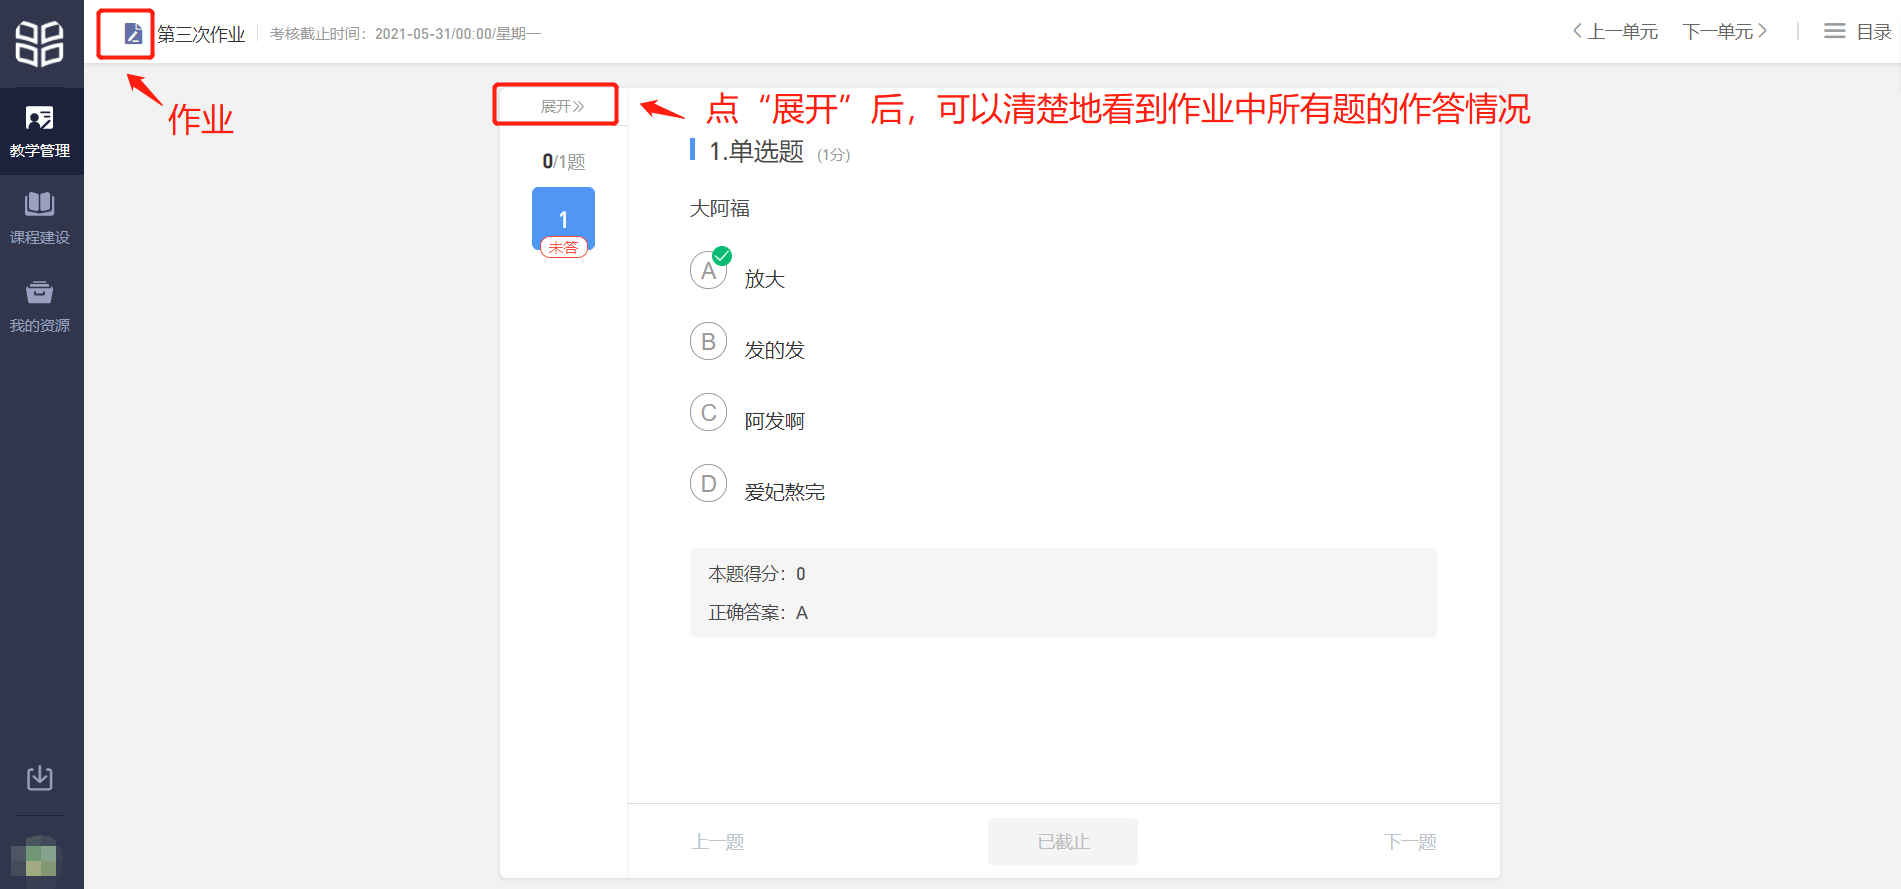 第三次作业 考核截止时间：2021-05-31/00:00/星期一
上一单元 下一单元 目录
作业
教学管理
课程建设
我的资源
展开
点“展开”后，可以清楚地看到作业中所有题的作答情况
0/1题
1
未答
1.单选题 (1分)
大阿福
A 放大
B 发的发
C 阿发啊
D 爱妃熬完
本题得分：0
正确答案：A
上一题 已截止 下一题